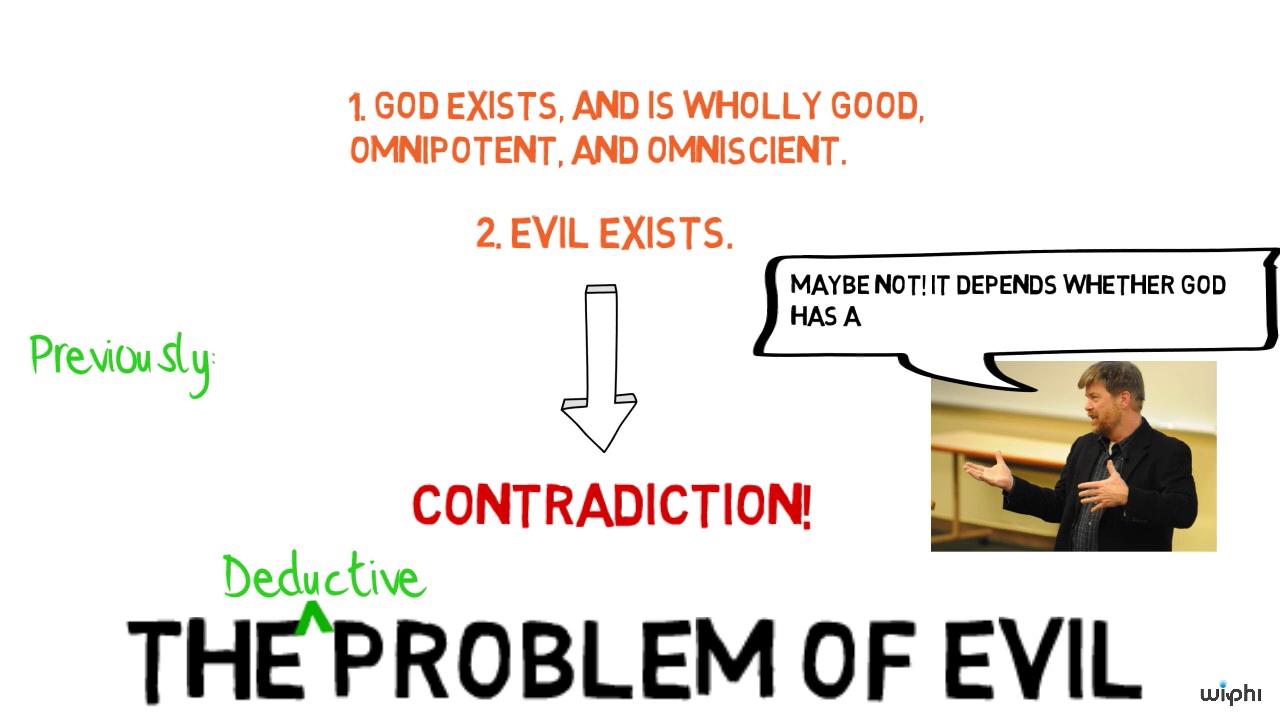 1. GOD EXISTS, AND IS WHOLLY GOOD,
OMNIPOTENT, AND OMNISCIENT.
2. EVIL EXISTS.
MAYBE NOT! IT DEPENDS WHETHER GOD
HAS A
Previously:
CONTRADICTION!
Deductive
THE PROBLEM OF EVIL
wiphi